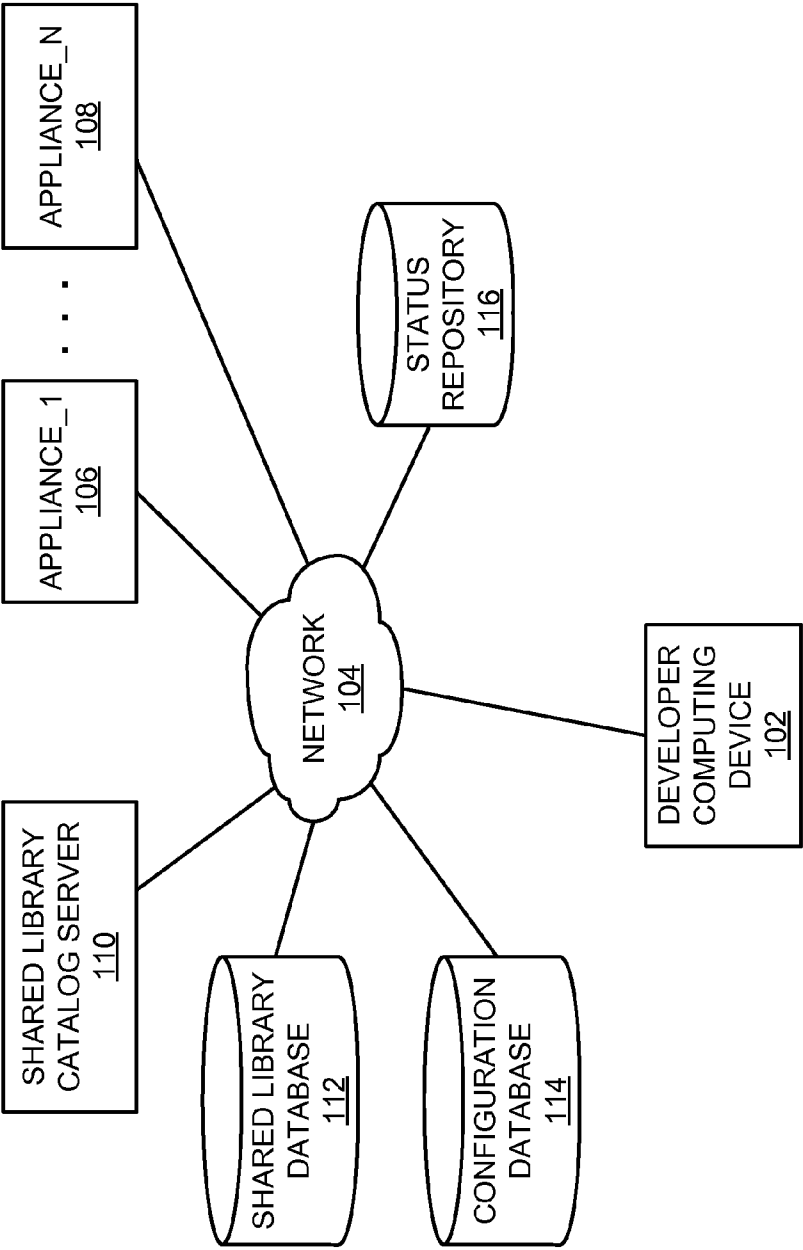 SHARED LIBRARY
CATALOG SERVER
110
APPLIANCE_1
106
. . .
APPLIANCE_N
108
SHARED LIBRARY
DATABASE
112
NETWORK
104
STATUS
REPOSITORY
116
CONFIGURATION
DATABASE
114
DEVELOPER
COMPUTING
DEVICE
102